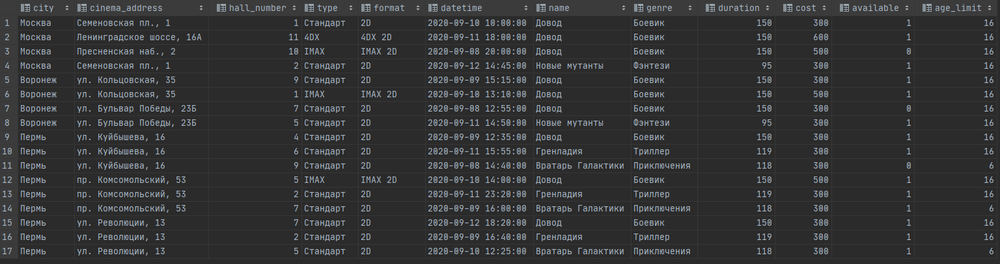 city cinema_address hall_number type format datetime name genre duration cost available age_limit
1 Москва Семеновская пл., 1 1 Стандарт 2D 2020-09-10 10:00:00 Довод Боевик 150 300 1 16
2 Москва Ленинградское шоссе, 16А 11 4DX 4DX 2D 2020-09-11 18:00:00 Довод Боевик 150 600 1 16
3 Москва Пресненская наб., 2 10 IMAX IMAX 2D 2020-09-08 20:00:00 Довод Боевик 150 500 0 16
4 Москва Семеновская пл., 1 2 Стандарт 2D 2020-09-12 14:45:00 Новые мутанты Фэнтези 95 300 1 16
5 Воронеж ул. Кольцовская, 35 9 Стандарт 2D 2020-09-09 15:15:00 Довод Боевик 150 300 1 16
6 Воронеж ул. Кольцовская, 35 1 IMAX IMAX 2D 2020-09-10 13:10:00 Довод Боевик 150 500 1 16
7 Воронеж ул. Бульвар Победы, 23Б 7 Стандарт 2D 2020-09-08 12:55:00 Довод Боевик 150 300 0 16
8 Воронеж ул. Бульвар Победы, 23Б 5 Стандарт 2D 2020-09-11 14:50:00 Новые мутанты Фэнтези 95 300 1 16
9 Пермь ул. Куйбышева, 16 4 Стандарт 2D 2020-09-09 12:35:00 Довод Боевик 150 300 1 16
10 Пермь ул. Куйбышева, 16 6 Стандарт 2D 2020-09-11 15:55:00 Гренладия Триллер 119 300 1 16
11 Пермь ул. Куйбышева, 16 9 Стандарт 2D 2020-09-08 14:40:00 Вратарь Галактики Приключения 118 300 0 6
12 Пермь пр. Комсомольский, 53 5 IMAX IMAX 2D 2020-09-10 14:00:00 Довод Боевик 150 500 1 16
13 Пермь пр. Комсомольский, 53 2 Стандарт 2D 2020-09-11 23:20:00 Гренладия Триллер 119 300 1 16
14 Пермь пр. Комсомольский, 53 7 Стандарт 2D 2020-09-09 16:00:00 Вратарь Галактики Приключения 118 300 1 6
15 Пермь ул. Революции, 13 7 Стандарт 2D 2020-09-12 18:20:00 Довод Боевик 150 300 1 16
16 Пермь ул. Революции, 13 2 Стандарт 2D 2020-09-09 16:40:00 Гренладия Триллер 119 300 1 16
17 Пермь ул. Революции, 13 5 Стандарт 2D 2020-09-10 12:25:00 Вратарь Галактики Приключения 118 300 1 6